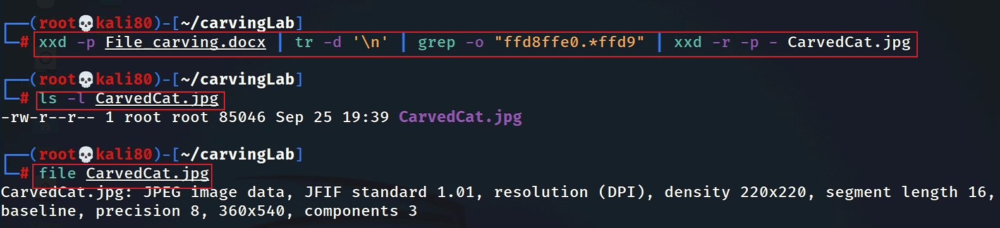 ┌──(root💀kali80)-[~/carvingLab]
└─# xxd -p File_carving.docx | tr -d '\n' | grep -o "ffd8ffe0.*ffd9" | xxd -r -p - CarvedCat.jpg
┌──(root💀kali80)-[~/carvingLab]
└─# ls -l CarvedCat.jpg
-rw-r--r-- 1 root root 85046 Sep 25 19:39 CarvedCat.jpg
┌──(root💀kali80)-[~/carvingLab]
└─# file CarvedCat.jpg
CarvedCat.jpg: JPEG image data, JFIF standard 1.01, resolution (DPI), density 220x220, segment length 16,
baseline, precision 8, 360x540, components 3